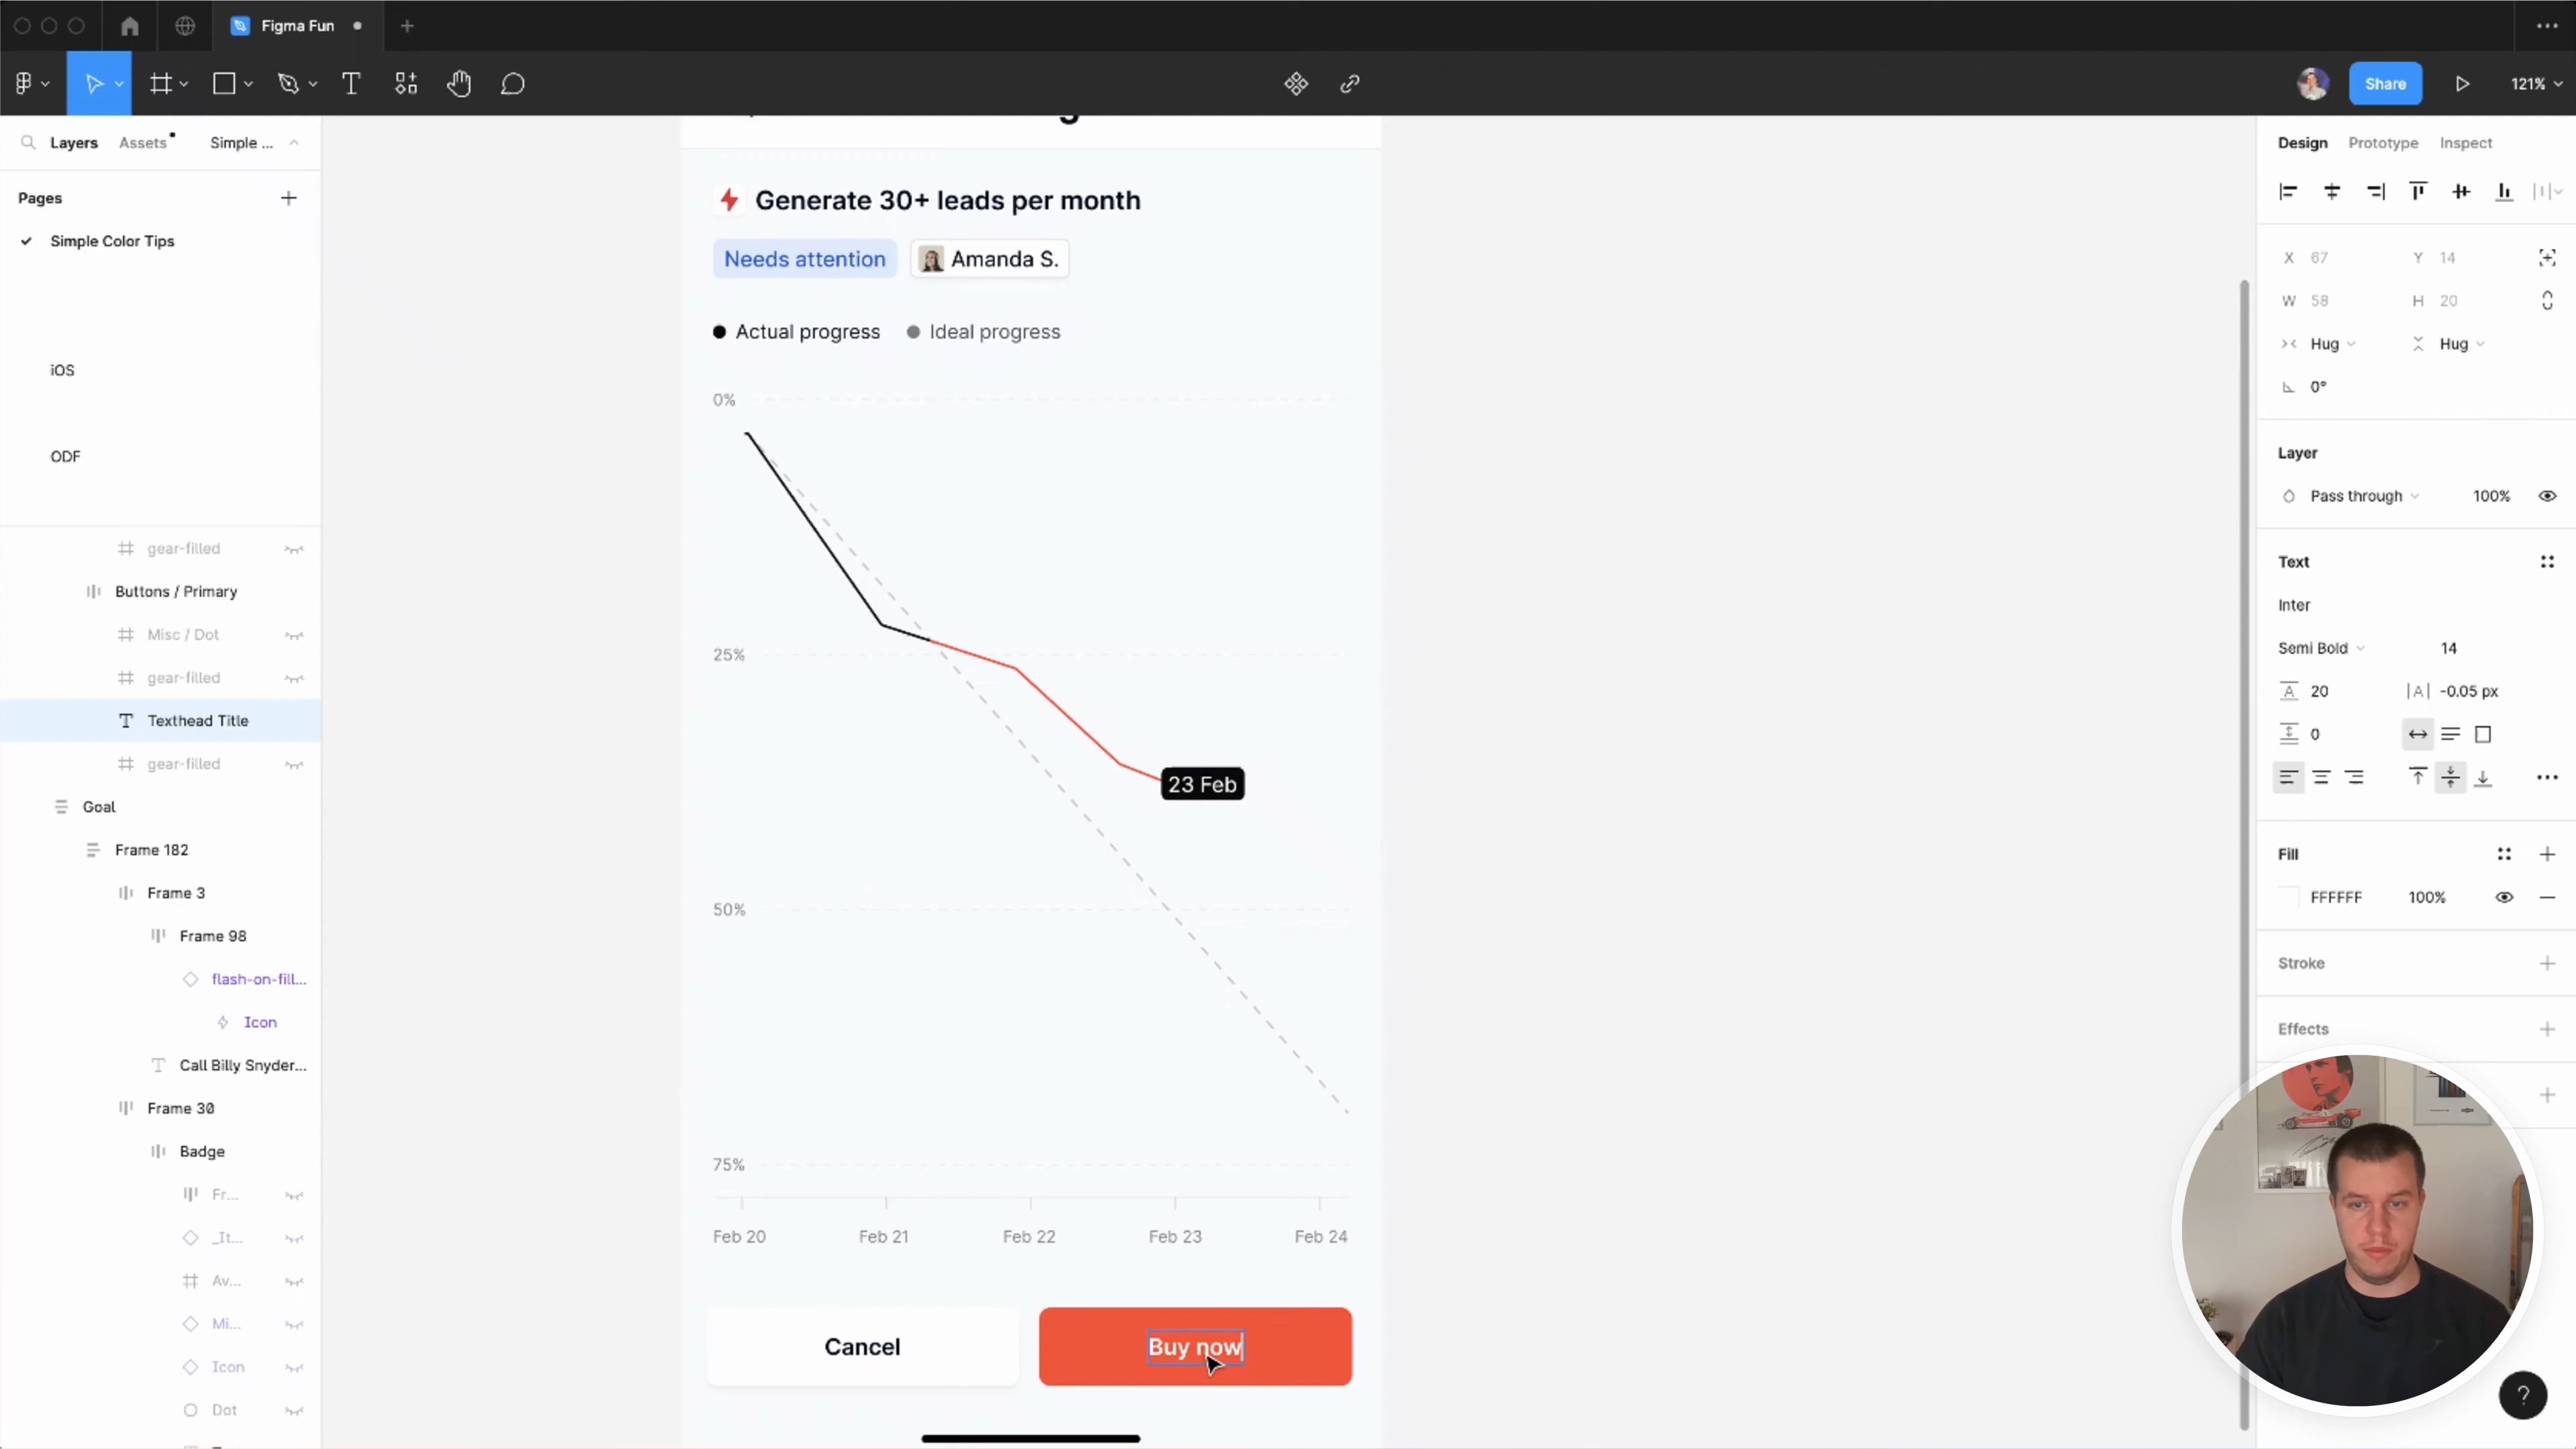 Figma Fun
Share
121%
Layers
Assets
Simple ...
Pages
Simple Color Tips
iOS
ODF
gear-filled
Buttons / Primary
Misc / Dot
gear-filled
Texthead Title
gear-filled
Goal
Frame 182
Frame 3
Frame 98
flash-on-fill...
Icon
Call Billy Snyder...
Frame 30
Badge
Fr...
_It...
Av...
Mi...
Icon
Dot
Generate 30+ leads per month
Needs attention
Amanda S.
Actual progress
Ideal progress
0%
25%
23 Feb
50%
75%
Feb 20
Feb 21
Feb 22
Feb 23
Feb 24
Cancel
Buy now
Design
Prototype
Inspect
X 67
Y 14
W 58
H 20
Hug
Hug
0°
Layer
Pass through
100%
Text
Inter
Semi Bold
14
20
|A| -0.05 px
0
Fill
FFFFFF
100%
Stroke
Effects
?